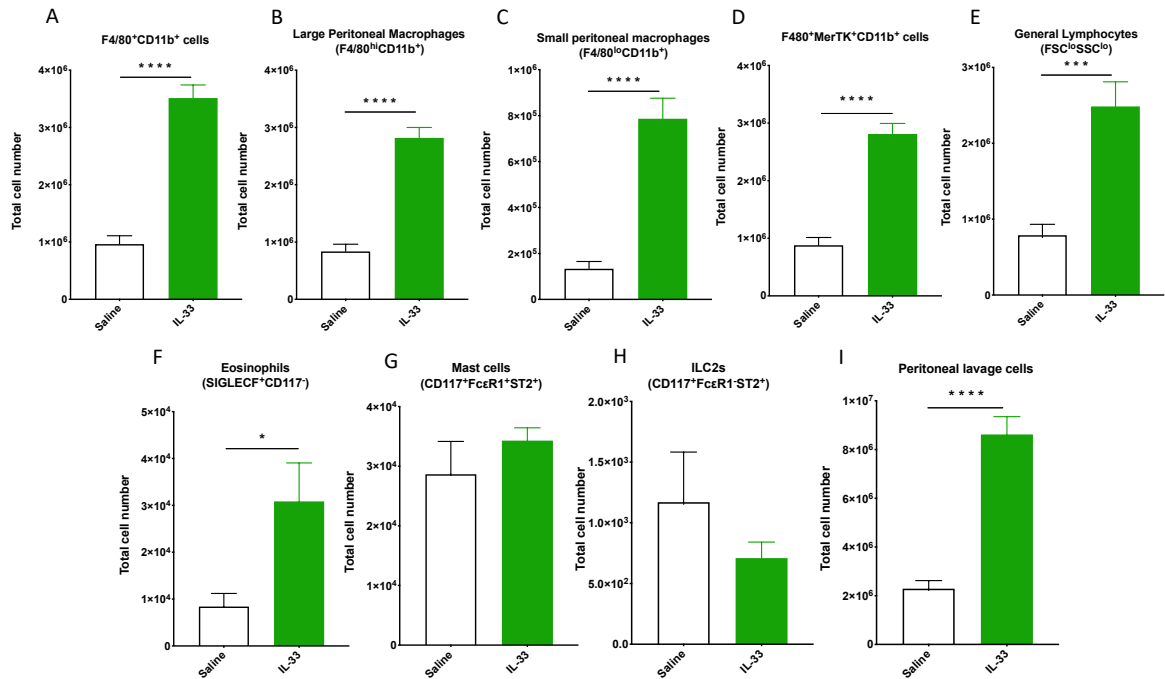 A
F4/80⁺CD11b⁺ cells
Total cell number
4×10⁶
3×10⁶
2×10⁶
1×10⁶
0
****
Saline
IL-33
B
Large Peritoneal Macrophages
(F4/80ʰⁱCD11b⁺)
Total cell number
4×10⁶
3×10⁶
2×10⁶
1×10⁶
0
****
Saline
IL-33
C
Small peritoneal macrophages
(F4/80ˡᵒCD11b⁺)
Total cell number
1×10⁶
8×10⁵
6×10⁵
4×10⁵
2×10⁵
0
****
Saline
IL-33
D
F480⁺MerTK⁺CD11b⁺ cells
Total cell number
4×10⁶
3×10⁶
2×10⁶
1×10⁶
0
****
Saline
IL-33
E
General Lymphocytes
(FSCˡᵒSSCˡᵒ)
Total cell number
3×10⁶
2×10⁶
1×10⁶
0
***
Saline
IL-33
F
Eosinophils
(SIGLECF⁺CD117⁻)
Total cell number
5×10⁴
4×10⁴
3×10⁴
2×10⁴
1×10⁴
0
*
Saline
IL-33
G
Mast cells
(CD117⁺FcεR1⁺ST2⁺)
Total cell number
4×10⁴
3×10⁴
2×10⁴
1×10⁴
0
Saline
IL-33
H
ILC2s
(CD117⁺FcεR1⁻ST2⁺)
Total cell number
2.0×10³
1.5×10³
1.0×10³
5.0×10²
0.0
Saline
IL-33
I
Peritoneal lavage cells
Total cell number
1×10⁷
8×10⁶
6×10⁶
4×10⁶
2×10⁶
0
****
Saline
IL-33